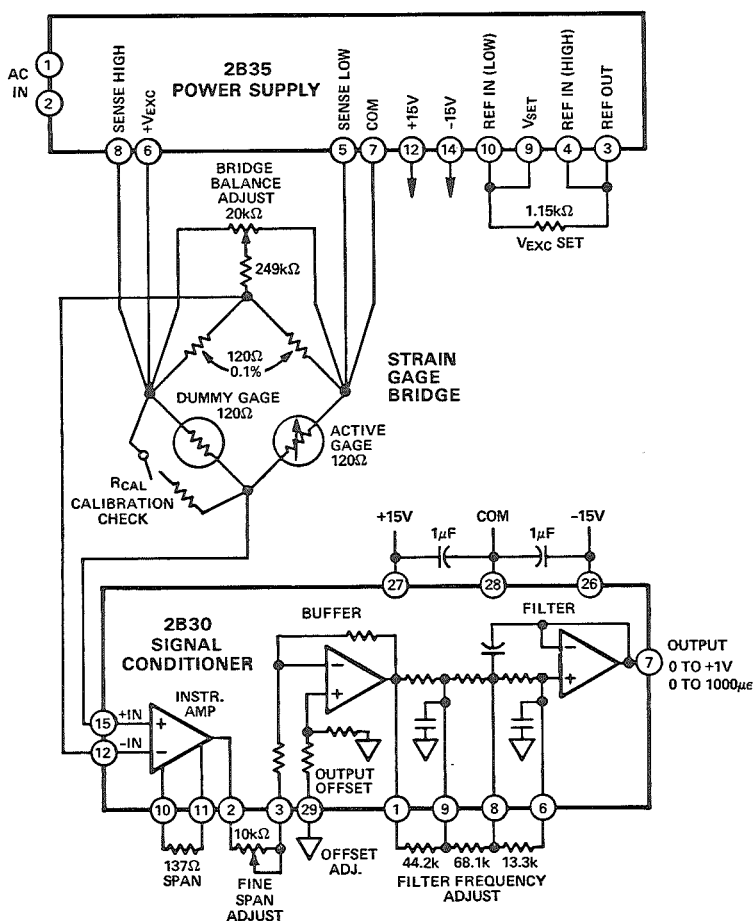 AC
IN
1
2
2B35
POWER SUPPLY
SENSE HIGH
+VEXC
SENSE LOW
COM
+15V
-15V
REF IN (LOW)
VSET
REF IN (HIGH)
REF OUT
8
6
5
7
12
14
10
9
4
3
BRIDGE
BALANCE
ADJUST
20kΩ
249kΩ
1.15kΩ
VEXC SET
120Ω
0.1%
STRAIN
GAGE
BRIDGE
DUMMY GAGE
120Ω
ACTIVE
GAGE
120Ω
RCAL
CALIBRATION
CHECK
+15V
COM
-15V
1µF
1µF
27
28
26
2B30
SIGNAL
CONDITIONER
BUFFER
FILTER
7
OUTPUT
0 TO +1V
0 TO 1000µε
INSTR.
AMP
15
+IN
12
-IN
+
−
−
+
−
+
OUTPUT
OFFSET
10
11
2
3
29
1
9
8
6
137Ω
SPAN
10kΩ
FINE
SPAN
ADJUST
OFFSET
ADJ.
44.2k
68.1k
13.3k
FILTER FREQUENCY
ADJUST